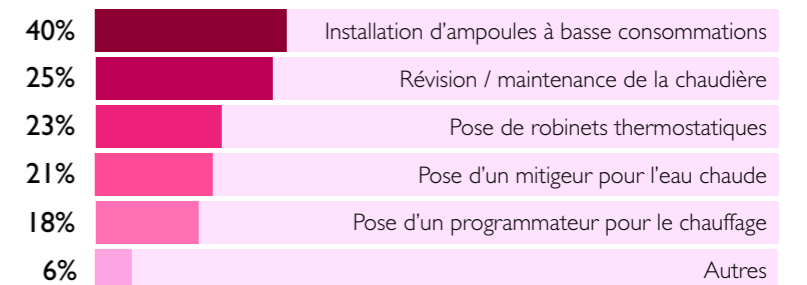 40% Installation d'ampoules à basse consommations
25% Révision / maintenance de la chaudière
23% Pose de robinets thermostatiques
21% Pose d'un mitigeur pour l'eau chaude
18% Pose d'un programmateur pour le chauffage
6% Autres